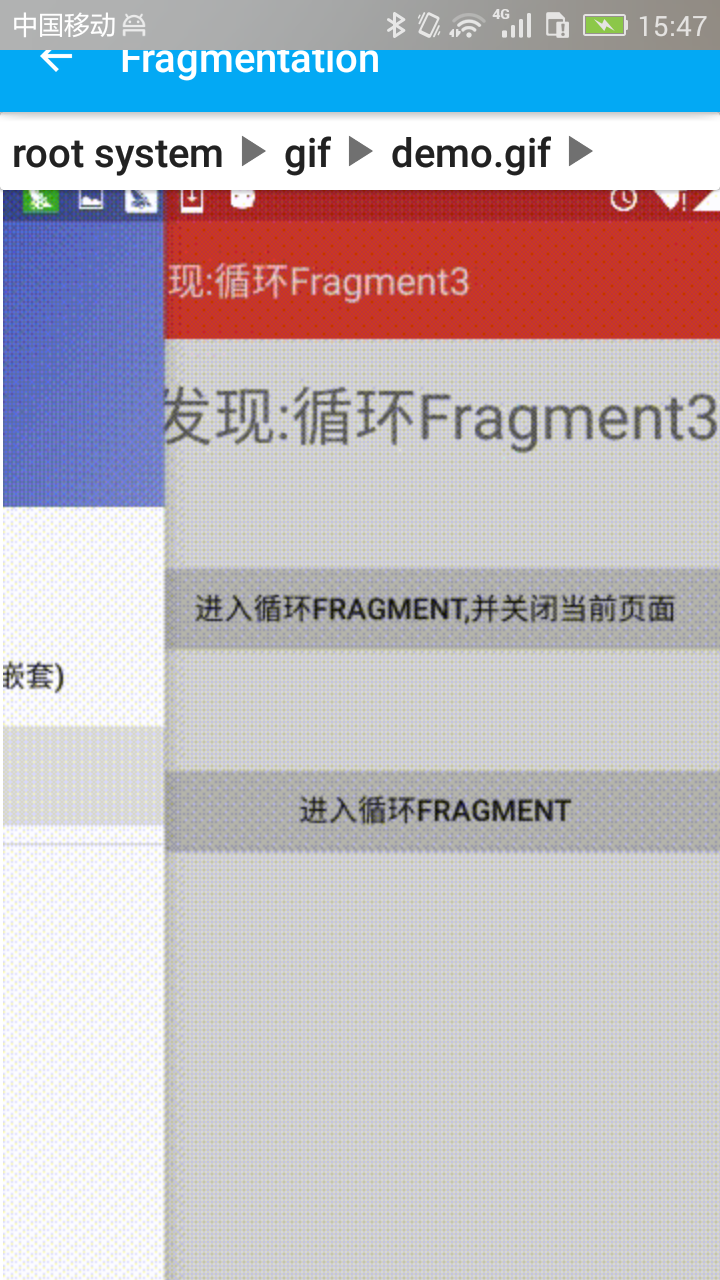 中国移动 4G 15:47
Fragmentation
root system gif demo.gif
现:循环Fragment3
发现:循环Fragment3
进入循环FRAGMENT,并关闭当前页面
嵌套)
进入循环FRAGMENT